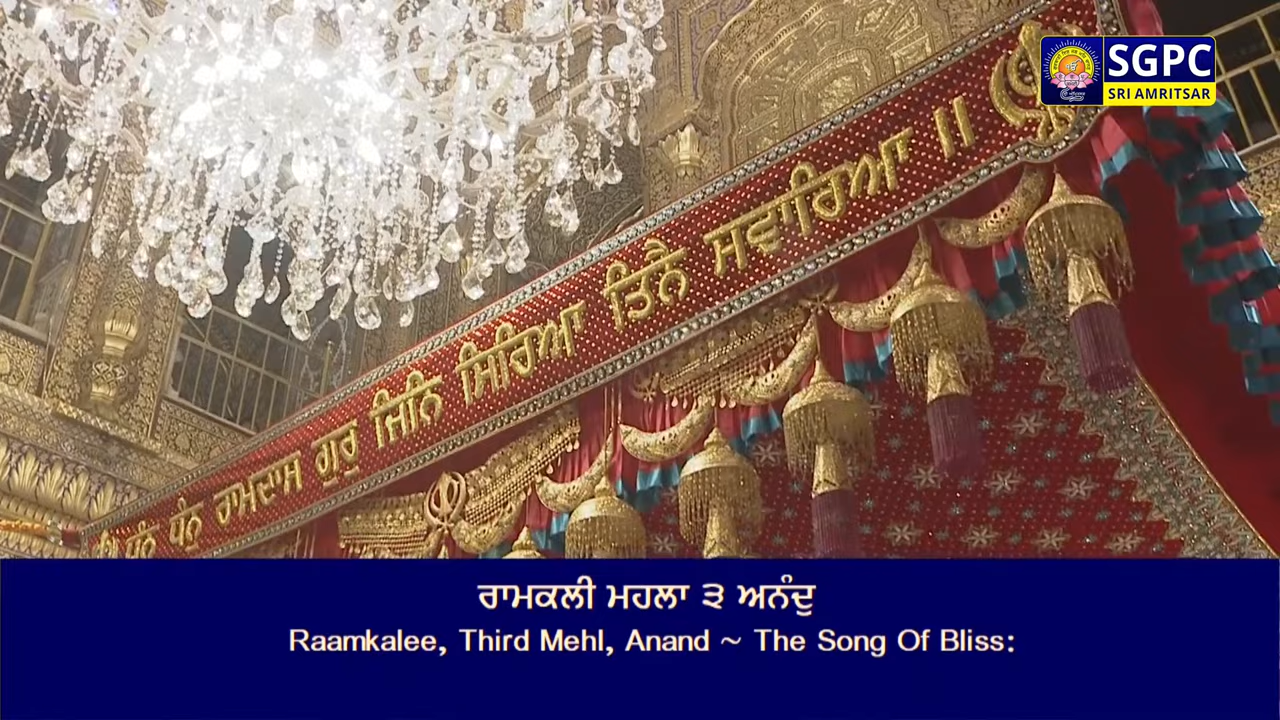 SGPC
SRI AMRITSAR
ਧੰਨੁ ਧੰਨੁ ਰਾਮਦਾਸ ਗੁਰੁ ਜਿਨਿ ਸਿਰਿਆ ਤਿਨੈ ਸਵਾਰਿਆ ॥
ਰਾਮਕਲੀ ਮਹਲਾ ੩ ਅਨੰਦੁ
Raamkalee, Third Mehl, Anand ~ The Song Of Bliss: